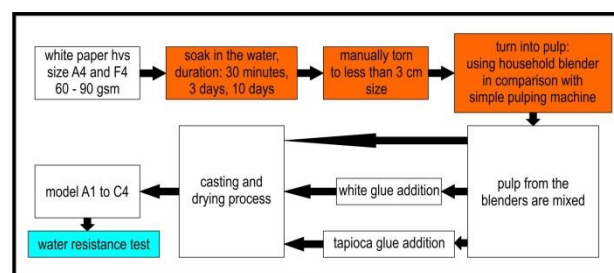 white paper hvs
size A4 and F4
60 - 90 gsm
soak in the water,
duration: 30 minutes,
3 days, 10 days
manually torn
to less than 3 cm
size
turn into pulp:
using household blender
in comparison with
simple pulping machine
pulp from the
blenders are mixed
white glue addition
tapioca glue addition
casting and
drying process
model A1 to C4
water resistance test